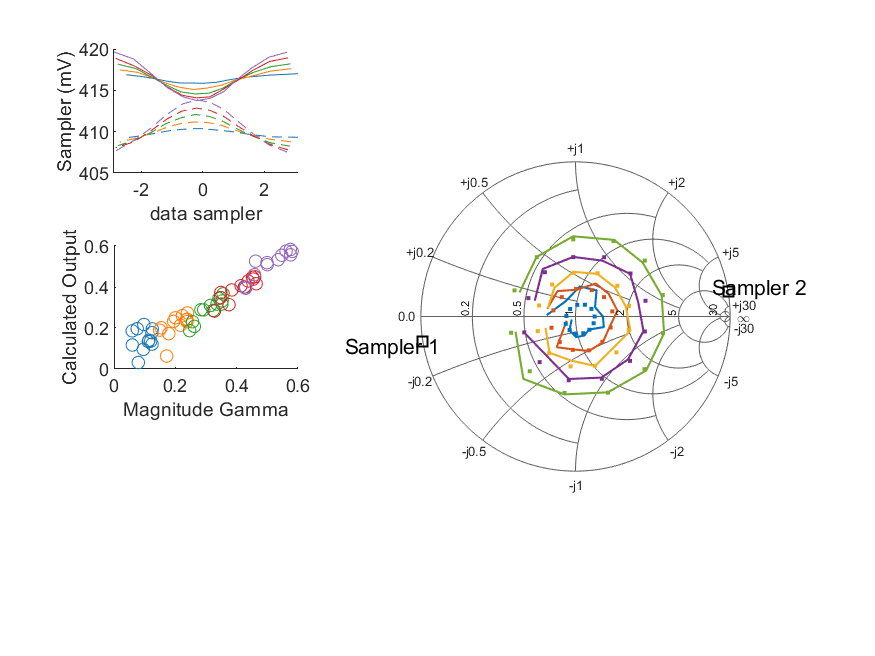 420
415
410
405
Sampler (mV)
-2
0
2
data sampler
0.6
0.4
0.2
0
Calculated Output
0
0.2
0.4
0.6
Magnitude Gamma
+j1
+j0.5
+j2
+j0.2
+j5
Sampler 2
+j30
0.0
0.2
0.5
1
2
5
30
∞
-j30
Sampler 1
-j0.2
-j5
-j0.5
-j2
-j1